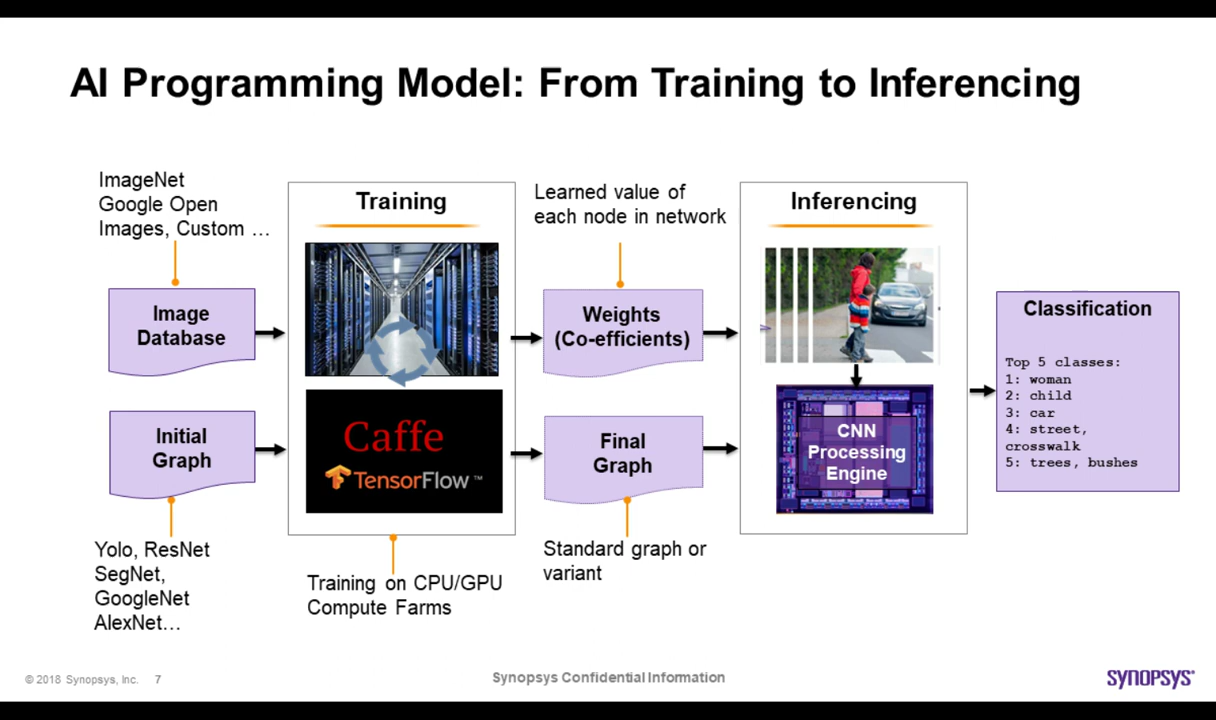 AI Programming Model: From Training to Inferencing
ImageNet
Google Open
Images, Custom …
Image
Database
Initial
Graph
Yolo, ResNet
SegNet,
GoogleNet
AlexNet…
Training
Caffe
TensorFlow™
Training on CPU/GPU
Compute Farms
Learned value of
each node in network
Weights
(Co-efficients)
Final
Graph
Standard graph or
variant
Inferencing
CNN
Processing
Engine
Classification
Top 5 classes:
1: woman
2: child
3: car
4: street,
crosswalk
5: trees, bushes
© 2018 Synopsys, Inc. 7
Synopsys Confidential Information
SYNOPSYS®